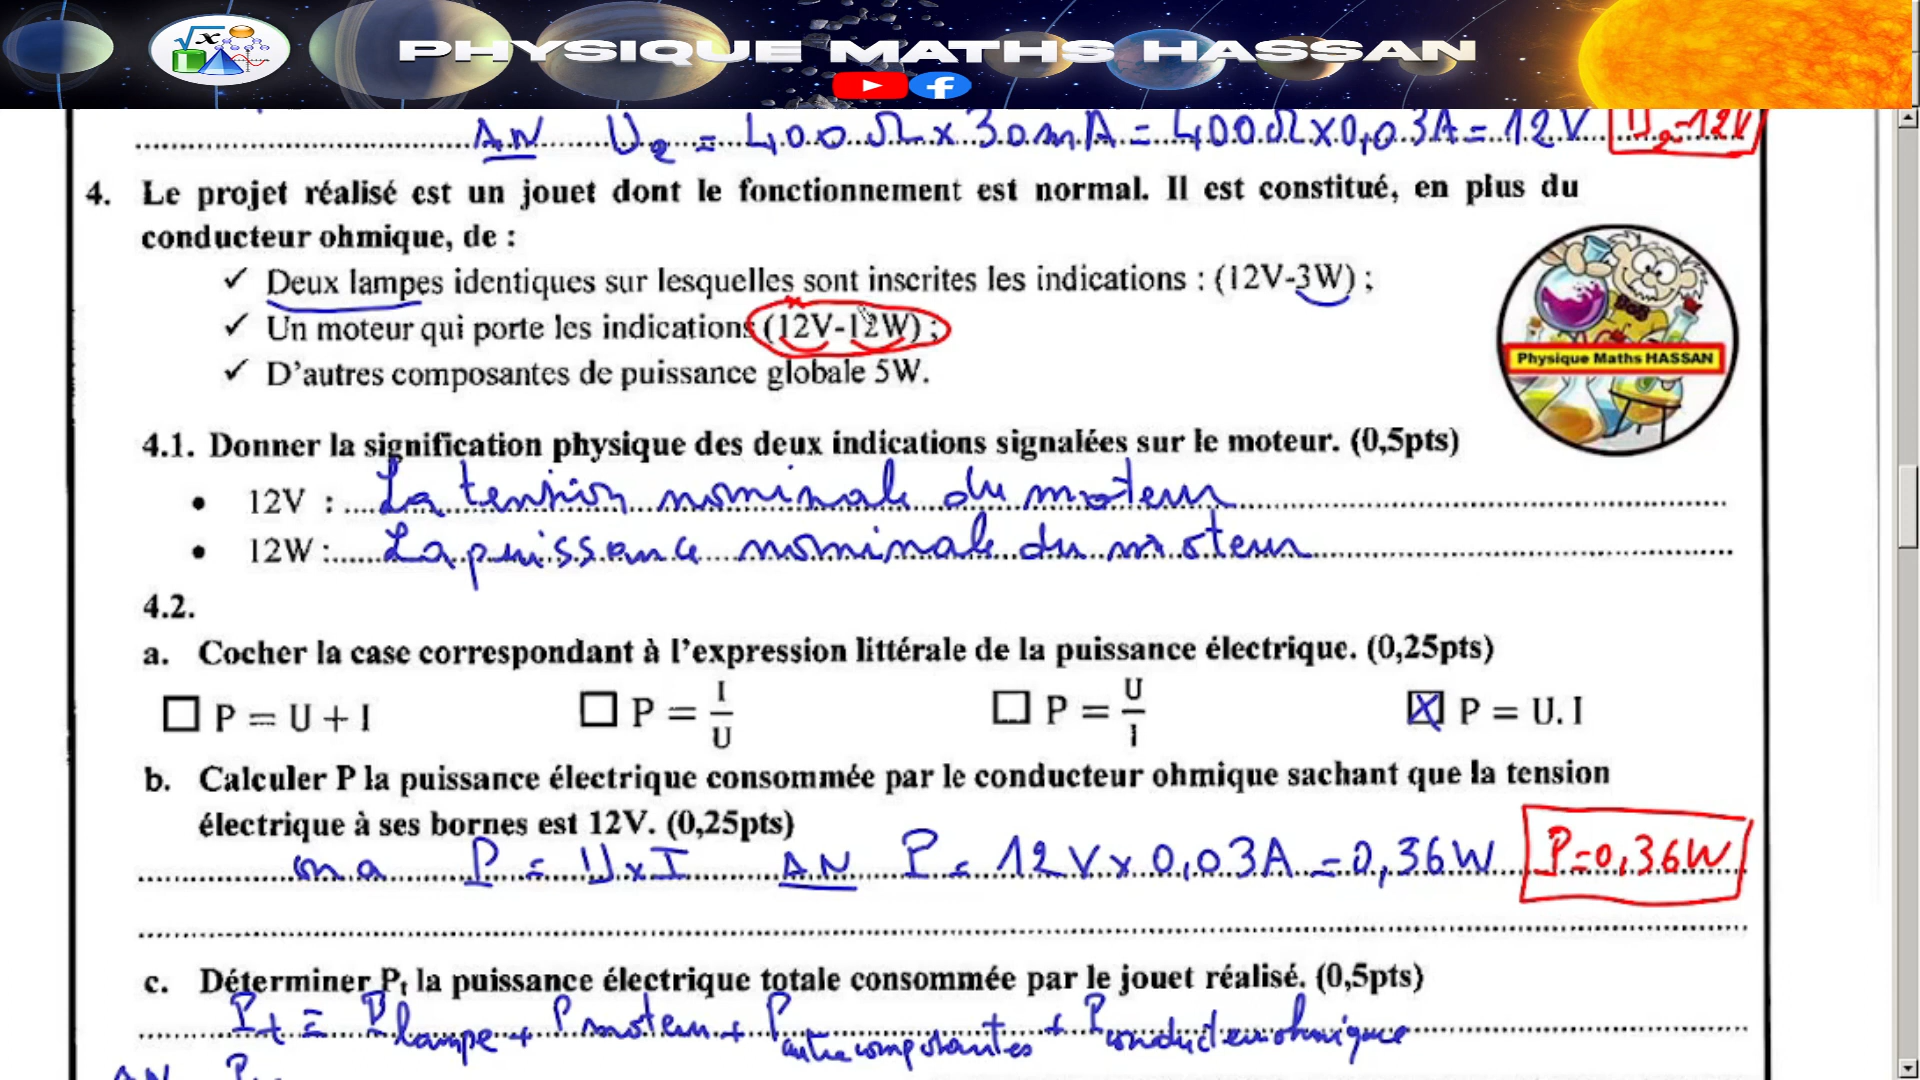 PHYSIQUE MATHS HASSAN
AN U₂ = 400Ω x 30mA = 400Ω x 0,03A = 12V U₂=12V
4. Le projet réalisé est un jouet dont le fonctionnement est normal. Il est constitué, en plus du
conducteur ohmique, de :
✓ Deux lampes identiques sur lesquelles sont inscrites les indications : (12V-3W) ;
✓ Un moteur qui porte les indications (12V-12W) ;
✓ D'autres composantes de puissance globale 5W.
Physique Maths HASSAN
4.1. Donner la signification physique des deux indications signalées sur le moteur. (0,5pts)
• 12V : La tension nominale du moteur
• 12W : La puissance nominale du moteur
4.2.
a. Cocher la case correspondant à l'expression littérale de la puissance électrique. (0,25pts)
☐ P = U + I ☐ P = I/U ☐ P = U/I ☒ P = U. I
b. Calculer P la puissance électrique consommée par le conducteur ohmique sachant que la tension
électrique à ses bornes est 12V. (0,25pts)
on a P = U x I AN P = 12V x 0,03A = 0,36W P=0,36W
c. Déterminer Pt la puissance électrique totale consommée par le jouet réalisé. (0,5pts)
Pt = Plampe + Pmoteur + Pautre composantes + Pconducteur ohmique
AN